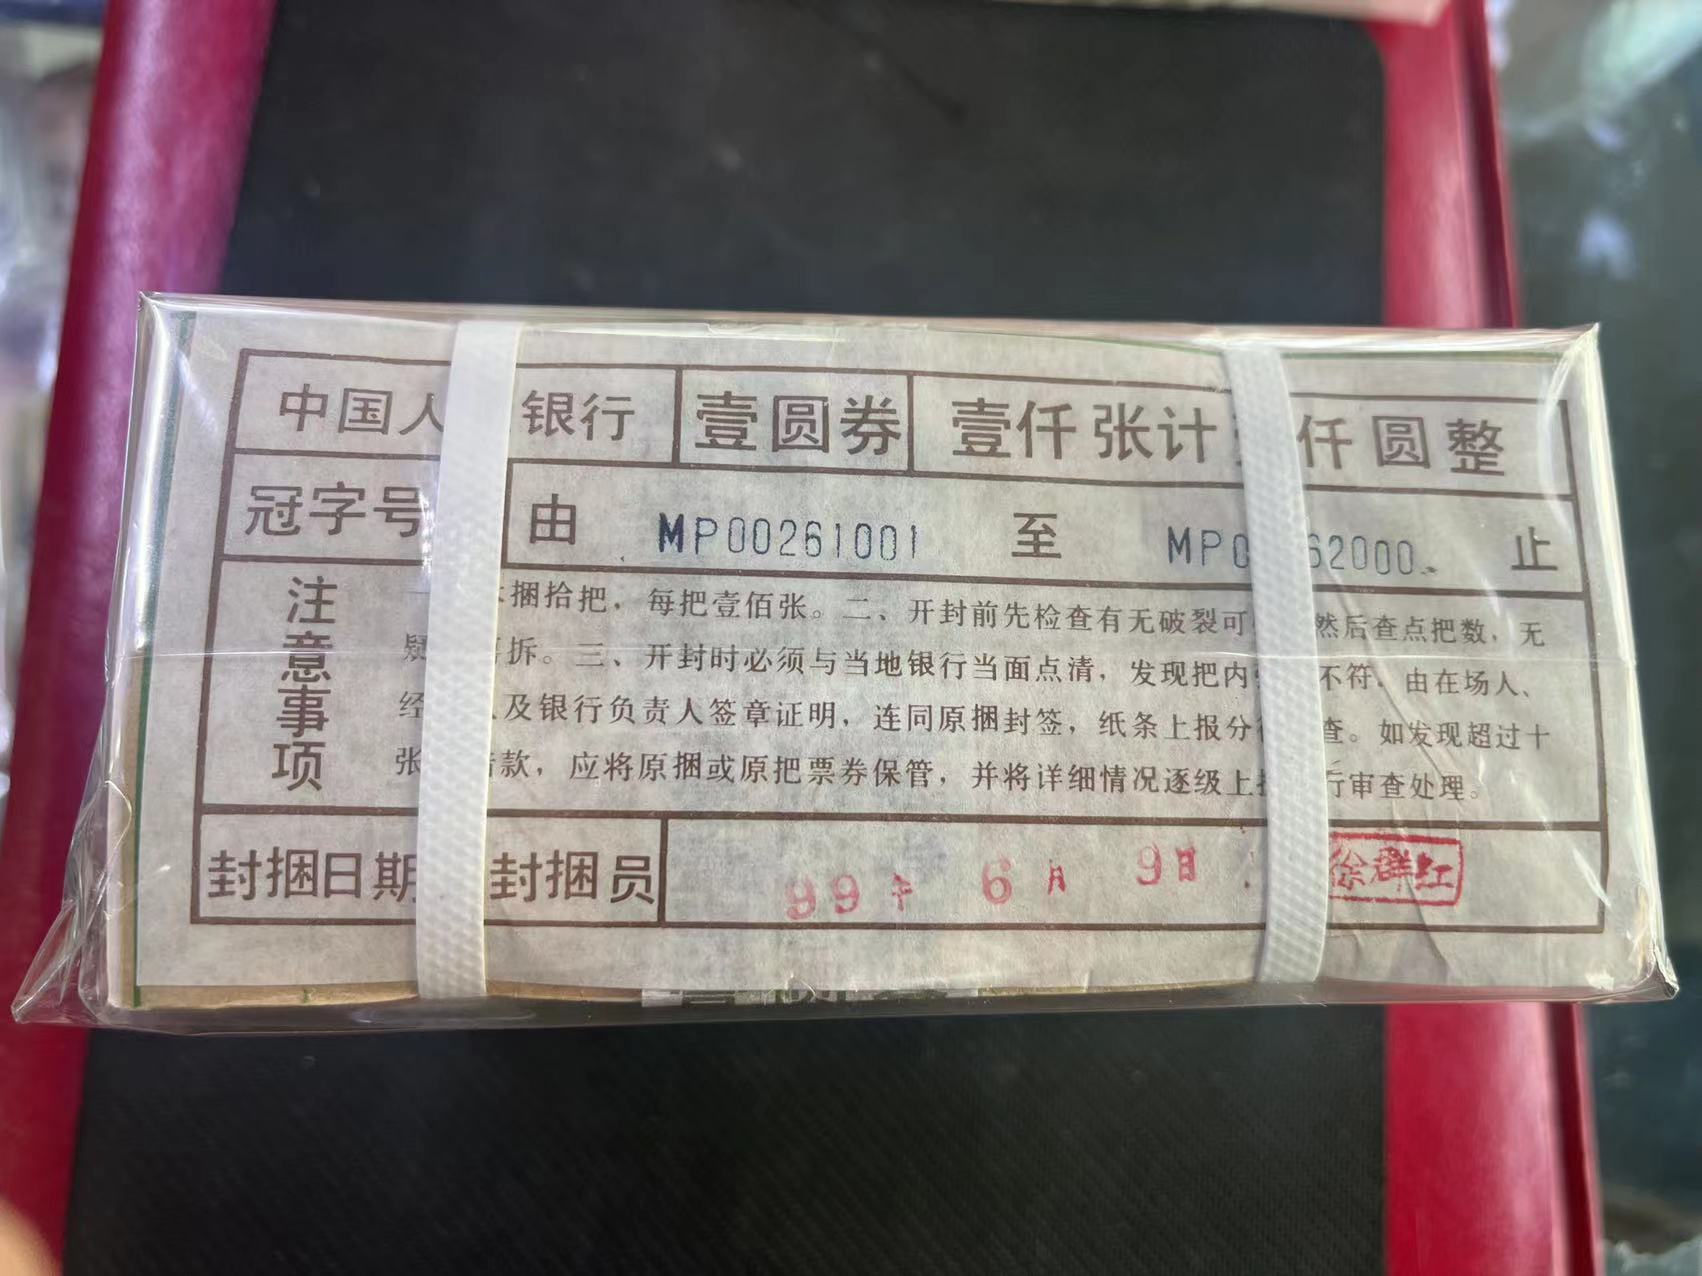 中国人 银行 壹圆券 壹仟张计 仟圆整
冠字号 由 MP00261001 至 MP0 62000 止
注意事项
一 捆拾把，每把壹佰张。二、开封前先检查有无破裂可 然后查点把数，无
疑 拆。三、开封时必须与当地银行当面点清，发现把内 不符，由在场人、
经 及银行负责人签章证明，连同原捆封签，纸条上报分 查。如发现超过十
张 款，应将原捆或原把票券保管，并将详细情况逐级上 行审查处理。
封捆日期 封捆员 99年 6月 9日 徐群红